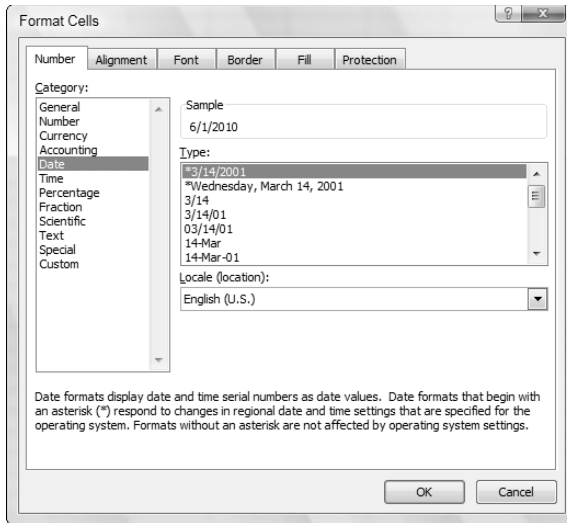 Format Cells
?
X
Number Alignment Font Border Fill Protection
Category:
General
Number
Currency
Accounting
Date
Time
Percentage
Fraction
Scientific
Text
Special
Custom
Sample
6/1/2010
Type:
*3/14/2001
*Wednesday, March 14, 2001
3/14
3/14/01
03/14/01
14-Mar
14-Mar-01
Locale (location):
English (U.S.)
Date formats display date and time serial numbers as date values. Date formats that begin with
an asterisk (*) respond to changes in regional date and time settings that are specified for the
operating system. Formats without an asterisk are not affected by operating system settings.
OK Cancel